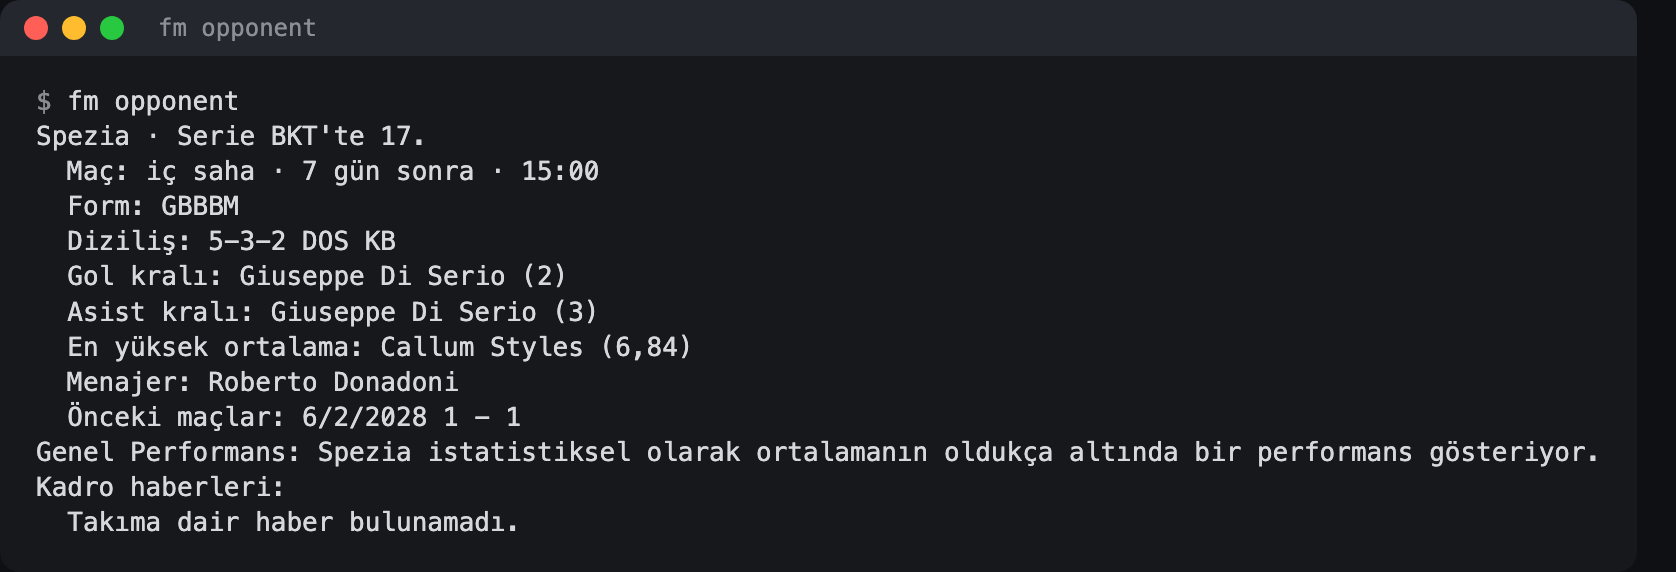 fm opponent
$ fm opponent
Spezia · Serie BKT'te 17.
Maç: iç saha · 7 gün sonra · 15:00
Form: GBBBM
Diziliş: 5-3-2 DOS KB
Gol kralı: Giuseppe Di Serio (2)
Asist kralı: Giuseppe Di Serio (3)
En yüksek ortalama: Callum Styles (6,84)
Menajer: Roberto Donadoni
Önceki maçlar: 6/2/2028 1 - 1
Genel Performans: Spezia istatistiksel olarak ortalamanın oldukça altında bir performans gösteriyor.
Kadro haberleri:
Takıma dair haber bulunamadı.